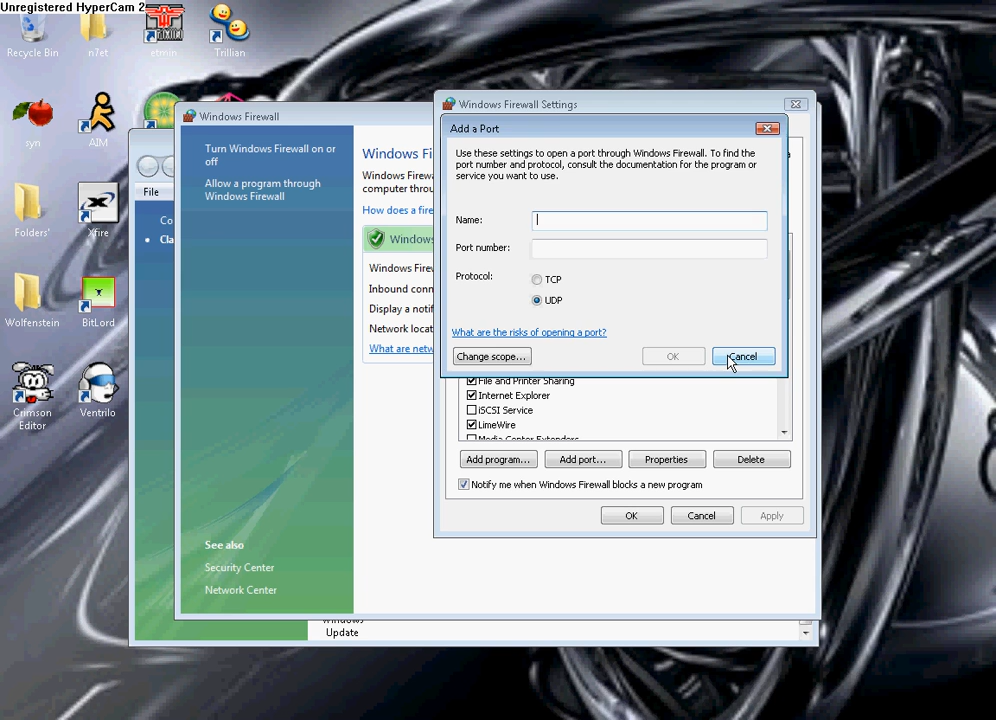 Unregistered HyperCam 2
Recycle Bin
n7et
etmin
Trillian
syn
AIM
Folders'
Xfire
Wolfenstein
BitLord
Crimson
Editor
Ventrilo
File
Co
Cla
Windows Firewall
Turn Windows Firewall on or
off
Allow a program through
Windows Firewall
See also
Security Center
Network Center
Windows Fi
Windows Firewa
computer throu
How does a fire
Windows
Windows Firew
Inbound conn
Display a notif
Network locat
What are netw
Windows
Update
Windows Firewall Settings
Add a Port
Use these settings to open a port through Windows Firewall. To find the
port number and protocol, consult the documentation for the program or
service you want to use.
Name:
Port number:
Protocol:
TCP
UDP
What are the risks of opening a port?
Change scope...
OK
Cancel
File and Printer Sharing
Internet Explorer
iSCSI Service
LimeWire
Media Center Extenders
Add program...
Add port...
Properties
Delete
Notify me when Windows Firewall blocks a new program
OK
Cancel
Apply